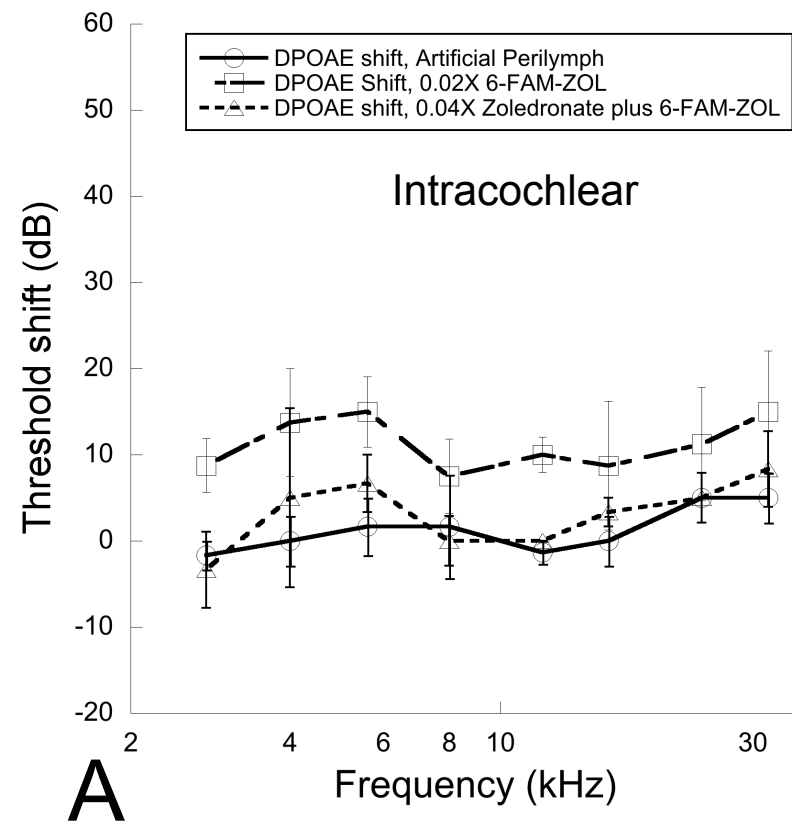 60
50
40
30
20
10
0
-10
-20
Threshold shift (dB)
DPOAE shift, Artificial Perilymph
DPOAE Shift, 0.02X 6-FAM-ZOL
DPOAE shift, 0.04X Zoledronate plus 6-FAM-ZOL
Intracochlear
2 4 6 8 10 30
Frequency (kHz)
A